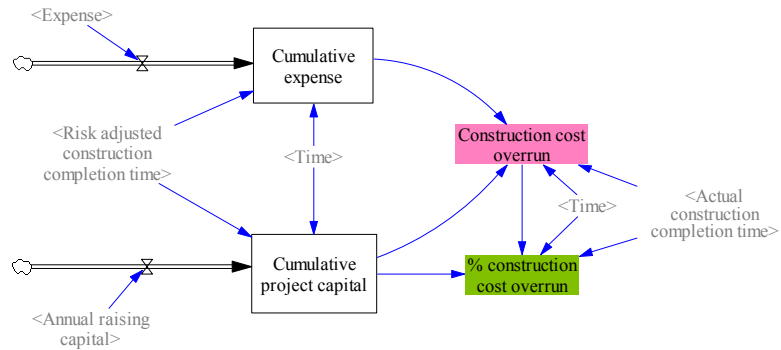 <Expense>
Cumulative
expense
<Risk adjusted
construction
completion time>
<Time>
Construction cost
overrun
<Time>
<Actual
construction
completion time>
Cumulative
project capital
% construction
cost overrun
<Annual raising
capital>